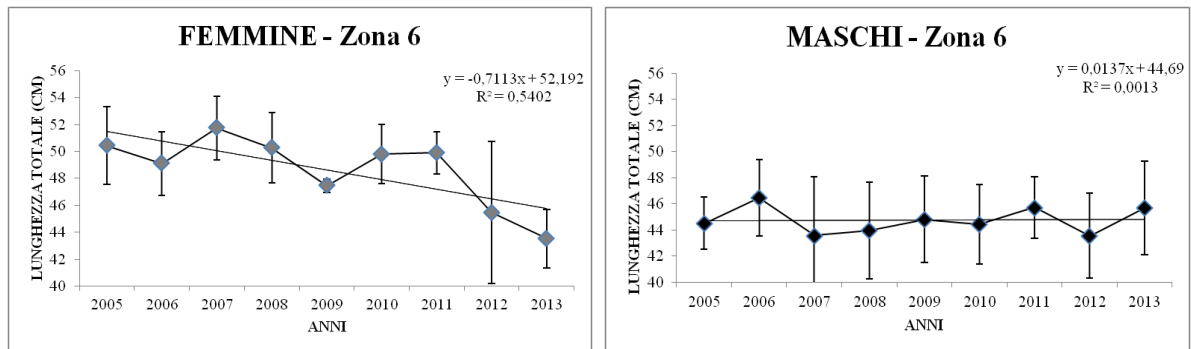 FEMMINE - Zona 6
y = -0,7113x + 52,192
R² = 0,5402
LUNGHEZZA TOTALE (CM)
56
54
52
50
48
46
44
42
40
2005 2006 2007 2008 2009 2010 2011 2012 2013
ANNI
MASCHI - Zona 6
y = 0,0137x + 44,69
R² = 0,0013
LUNGHEZZA TOTALE (CM)
56
54
52
50
48
46
44
42
40
2005 2006 2007 2008 2009 2010 2011 2012 2013
ANNI